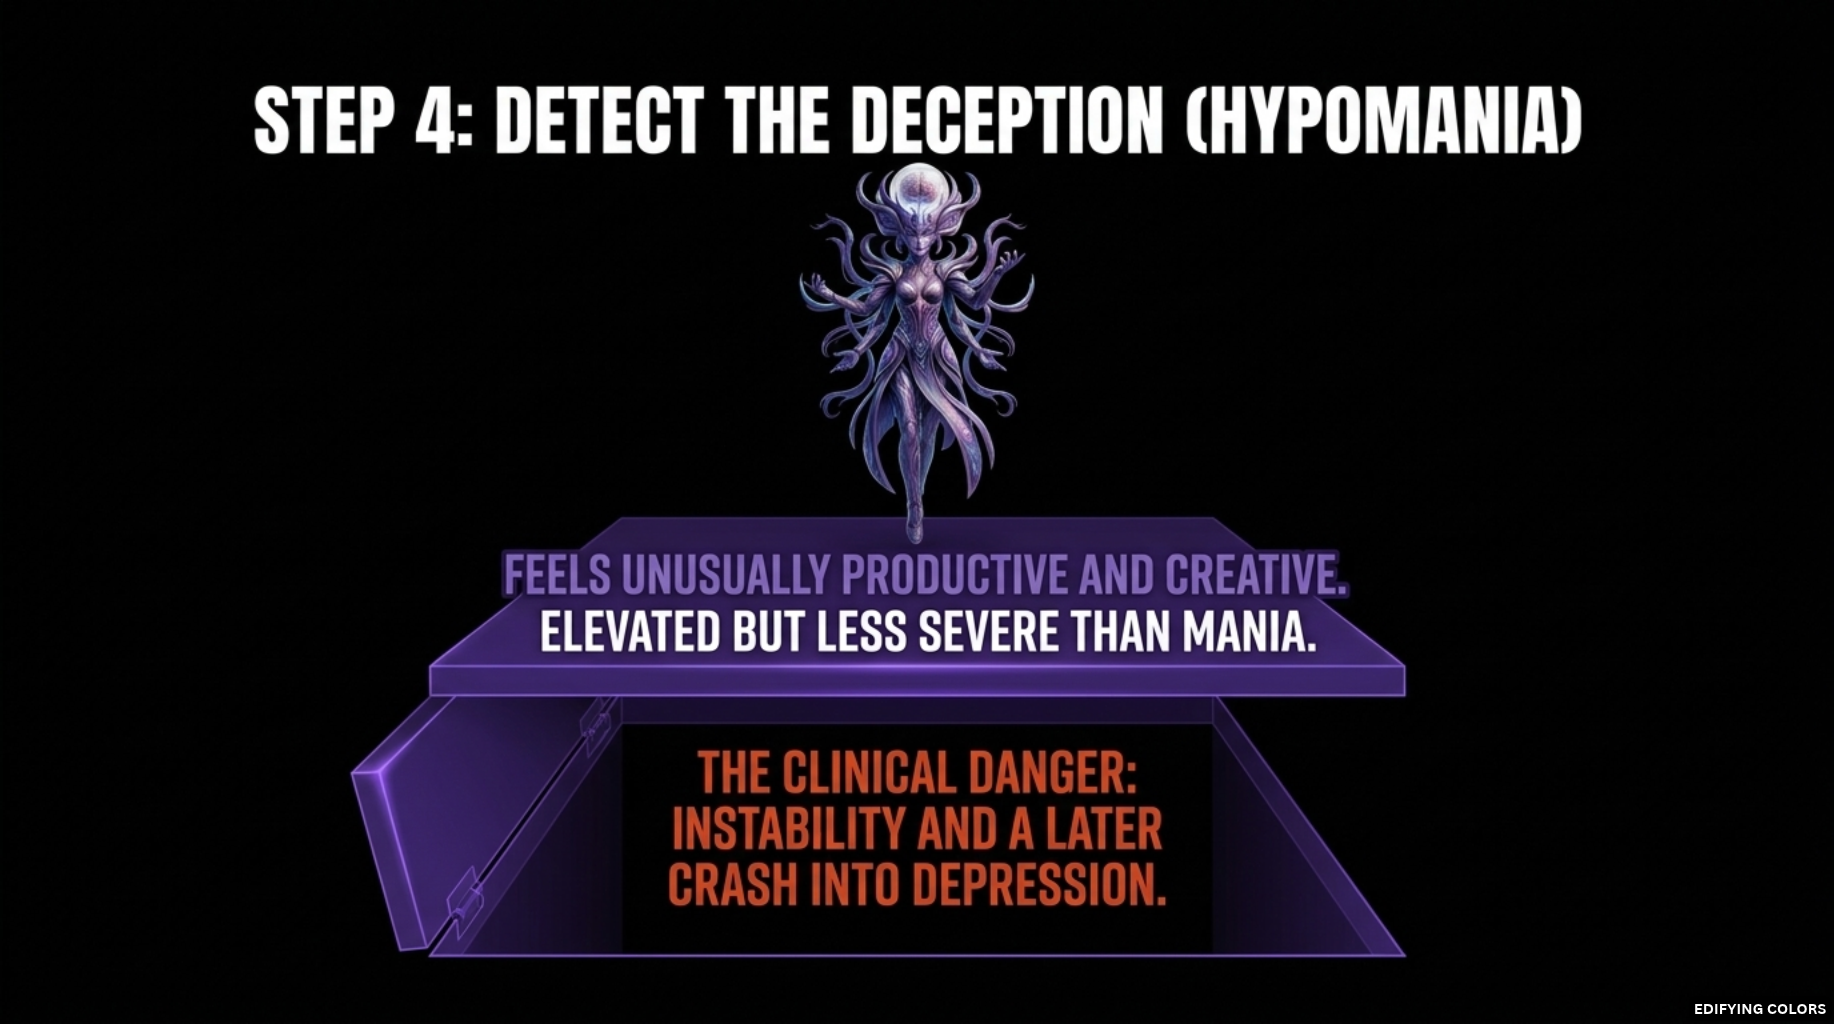 STEP 4: DETECT THE DECEPTION (HYPOMANIA)
FEELS UNUSUALLY PRODUCTIVE AND CREATIVE.
ELEVATED BUT LESS SEVERE THAN MANIA.
THE CLINICAL DANGER:
INSTABILITY AND A LATER
CRASH INTO DEPRESSION.
EDIFYING COLORS